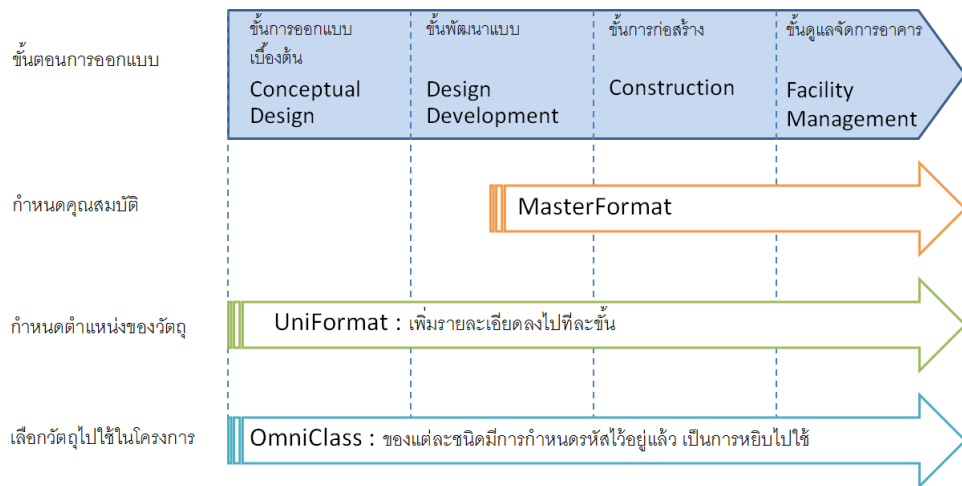 ขั้นตอนการออกแบบ
ขั้นการออกแบบ
เบื้องต้น
Conceptual
Design
ขั้นพัฒนาแบบ
Design
Development
ขั้นการก่อสร้าง
Construction
ขั้นดูแลจัดการอาคาร
Facility
Management
กำหนดคุณสมบัติ
MasterFormat
กำหนดตำแหน่งของวัตถุ
UniFormat : เพิ่มรายละเอียดลงไปทีละขั้น
เลือกวัตถุไปใช้ในโครงการ
OmniClass : ของแต่ละชนิดมีการกำหนดรหัสไว้อยู่แล้ว เป็นการหยิบไปใช้